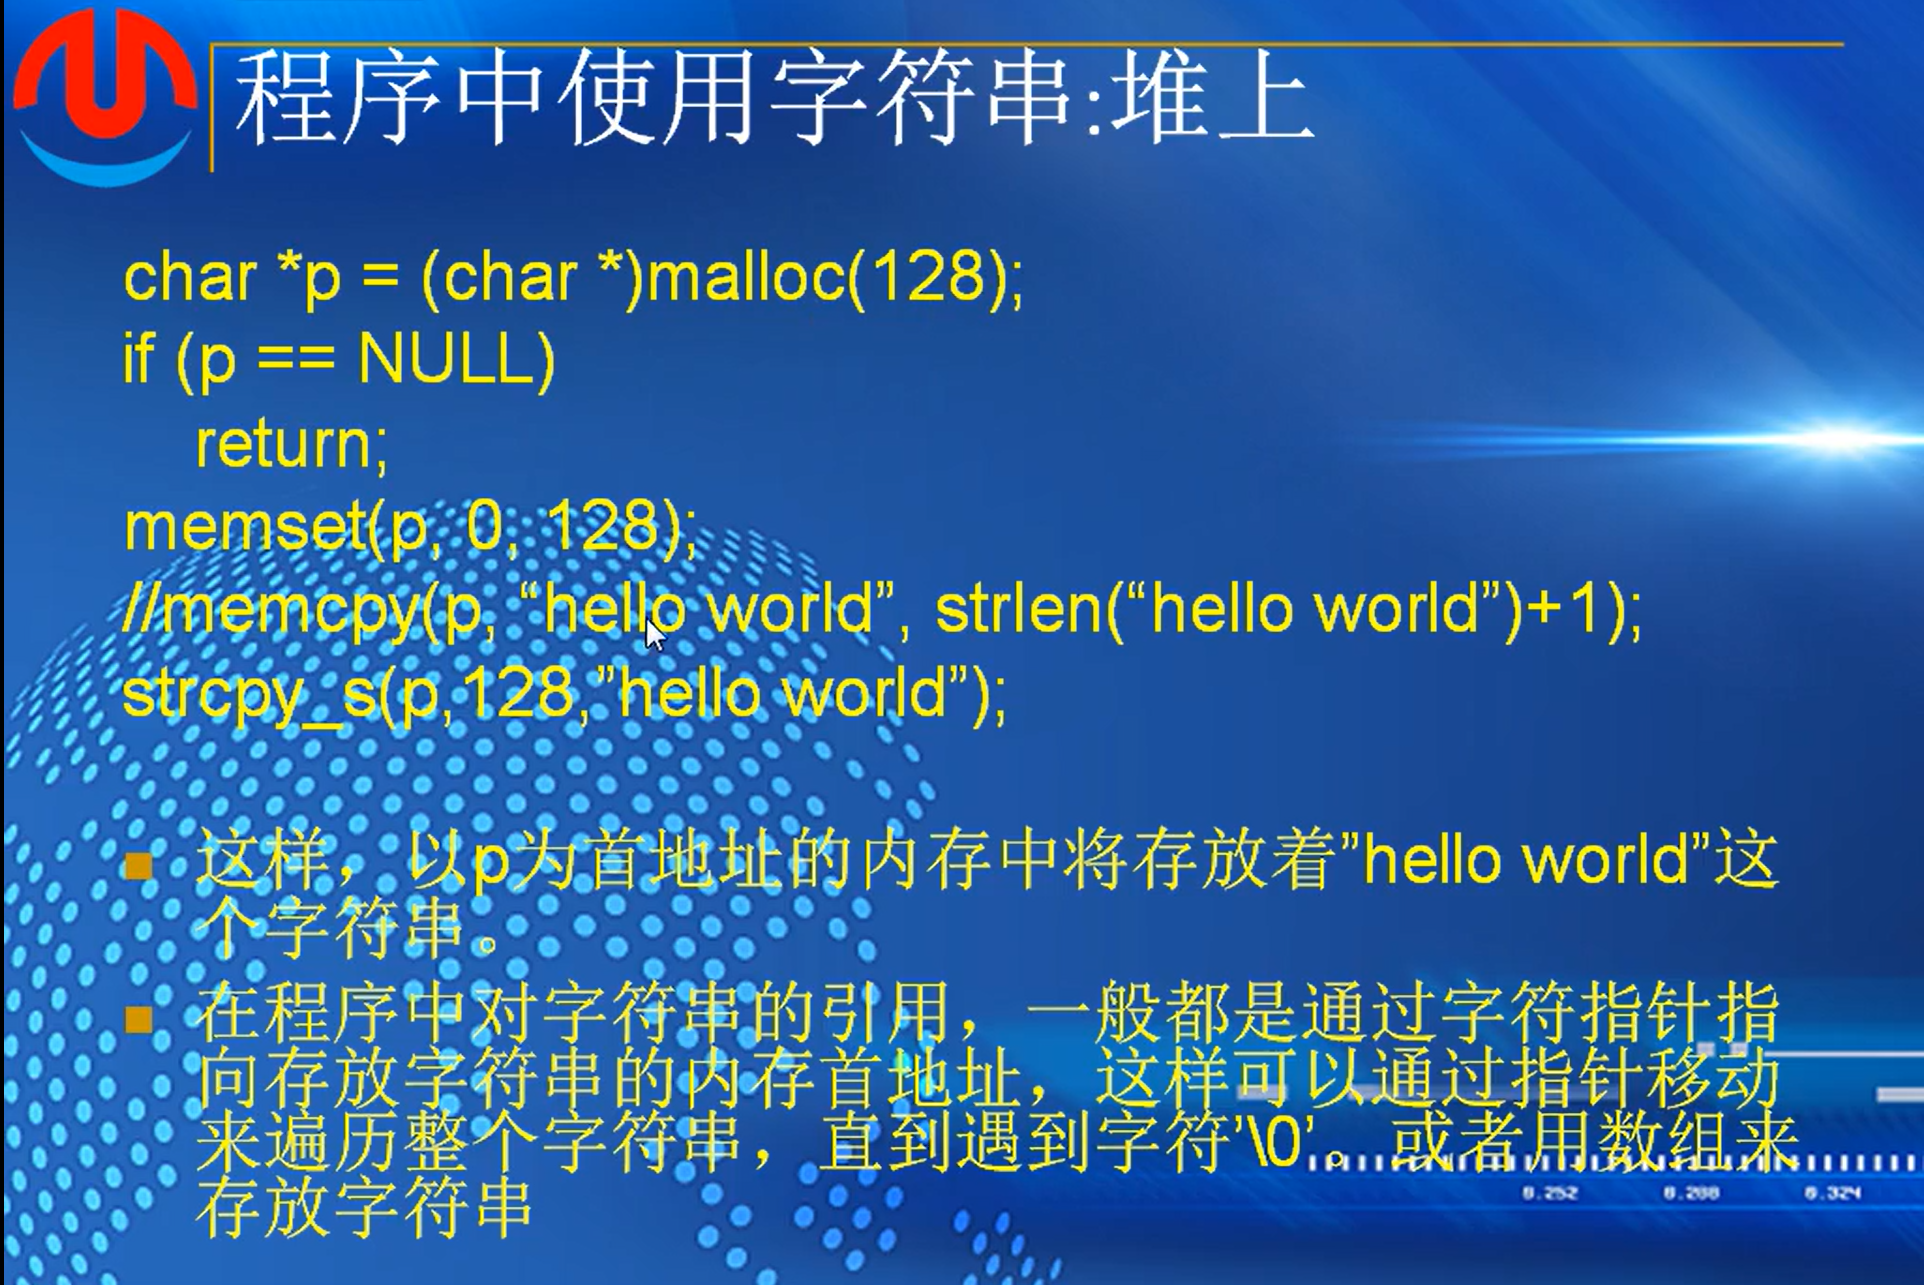 程序中使用字符串:堆上
char *p = (char *)malloc(128);
if (p == NULL)
return;
memset(p, 0, 128);
//memcpy(p, “hello world”, strlen(“hello world”)+1);
strcpy_s(p,128,”hello world”);
这样，以p为首地址的内存中将存放着”hello world”这
个字符串。
在程序中对字符串的引用，一般都是通过字符指针指
向存放字符串的内存首地址，这样可以通过指针移动
来遍历整个字符串，直到遇到字符’\0’。或者用数组来
存放字符串
0.252 0.288 0.324